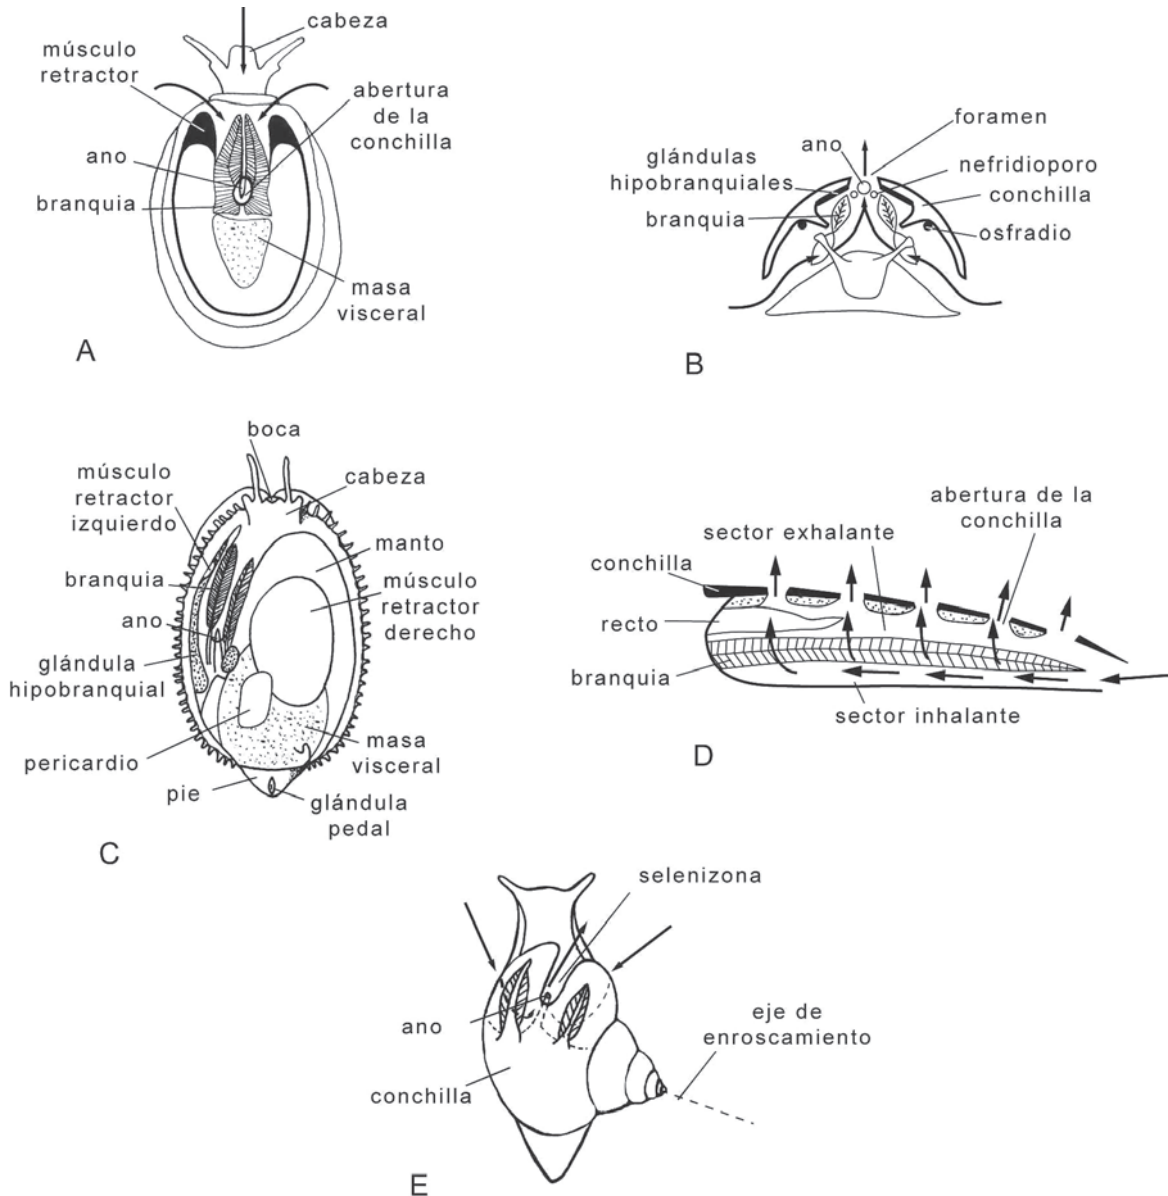 cabeza
músculo
retractor
abertura
de la
conchilla
ano
branquia
masa
visceral
A
foramen
ano
glándulas
hipobranquiales
nefridioporo
conchilla
branquia
osfradio
B
boca
músculo
retractor
izquierdo
cabeza
manto
branquia
músculo
retractor
derecho
ano
glándula
hipobranquial
masa
visceral
pericardio
pie
glándula
pedal
C
abertura de la
conchilla
sector exhalante
conchilla
recto
branquia
sector inhalante
D
selenizona
ano
eje de
enroscamiento
conchilla
E